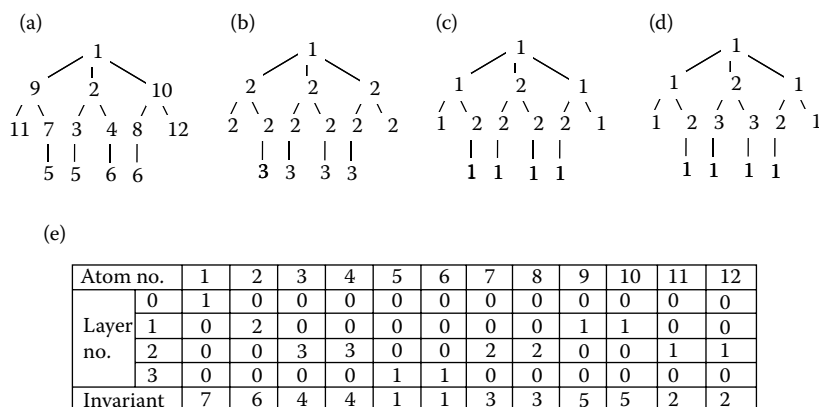 (a) (b) (c) (d)
1 1 1 1
9 2 10 2 2 2 1 2 1 1 2 1
11 7 3 4 8 12 2 2 2 2 2 2 1 2 2 2 2 1 1 2 3 3 2 1
5 5 6 6 3 3 3 3 1 1 1 1 1 1 1 1
(e)
Atom no. 1 2 3 4 5 6 7 8 9 10 11 12
0 1 0 0 0 0 0 0 0 0 0 0 0
Layer 1 0 2 0 0 0 0 0 0 1 1 0 0
no. 2 0 0 3 3 0 0 2 2 0 0 1 1
3 0 0 0 0 1 1 0 0 0 0 0 0
Invariant 7 6 4 4 1 1 3 3 5 5 2 2